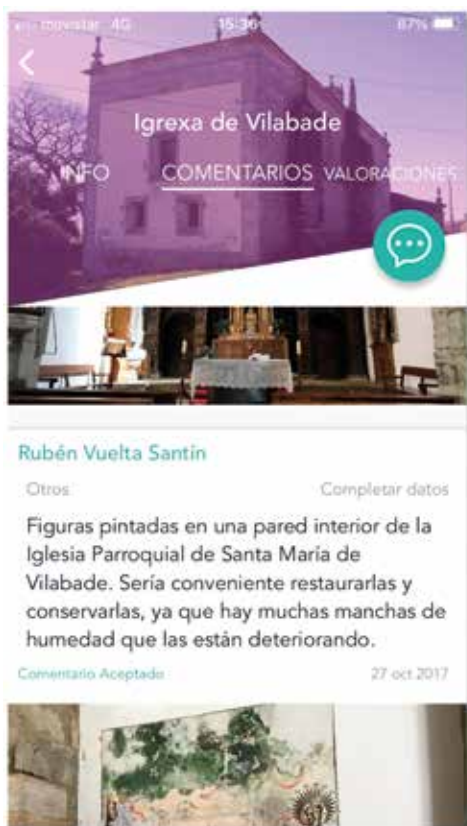 movistar 4G 15:36 87%
Igrexa de Vilabade
INFO COMENTARIOS VALORACIONES
Rubén Vuelta Santín
Otros Completar datos
Figuras pintadas en una pared interior de la
Iglesia Parroquial de Santa María de
Vilabade. Sería conveniente restaurarlas y
conservarlas, ya que hay muchas manchas de
humedad que las están deteriorando.
Comentario Aceptado 27 oct 2017